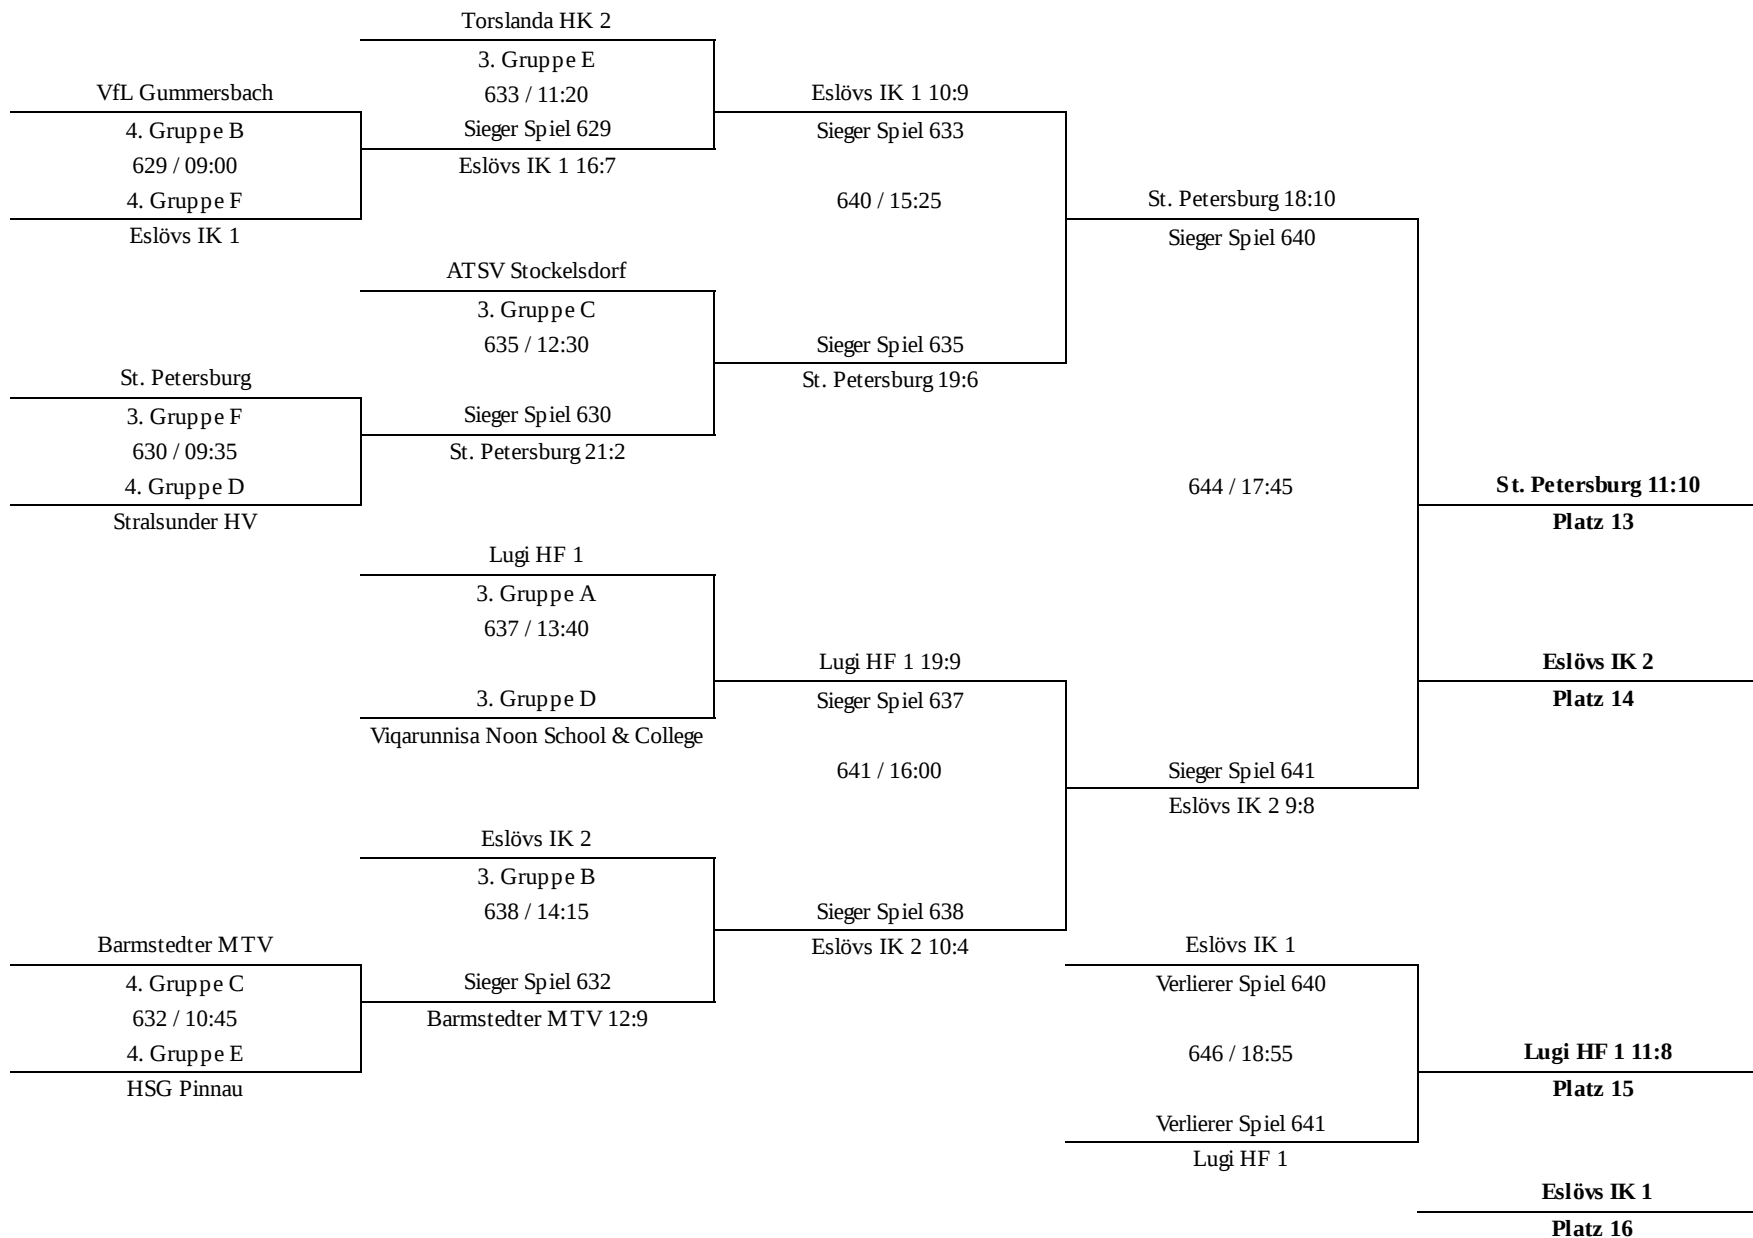 Torslanda HK 2
3. Gruppe E
VfL Gummersbach
633 / 11:20
Eslövs IK 1 10:9
4. Gruppe B
Sieger Spiel 629
Sieger Spiel 633
629 / 09:00
Eslövs IK 1 16:7
4. Gruppe F
640 / 15:25
St. Petersburg 18:10
Eslövs IK 1
Sieger Spiel 640
ATSV Stockelsdorf
3. Gruppe C
635 / 12:30
Sieger Spiel 635
St. Petersburg
St. Petersburg 19:6
3. Gruppe F
Sieger Spiel 630
630 / 09:35
St. Petersburg 21:2
4. Gruppe D
644 / 17:45
St. Petersburg 11:10
Stralsunder HV
Platz 13
Lugi HF 1
3. Gruppe A
637 / 13:40
Lugi HF 1 19:9
Eslövs IK 2
3. Gruppe D
Sieger Spiel 637
Platz 14
Viqarunnisa Noon School & College
641 / 16:00
Sieger Spiel 641
Eslövs IK 2 9:8
Eslövs IK 2
3. Gruppe B
638 / 14:15
Sieger Spiel 638
Barmstedter MTV
Eslövs IK 2 10:4
Eslövs IK 1
4. Gruppe C
Sieger Spiel 632
Verlierer Spiel 640
632 / 10:45
Barmstedter MTV 12:9
4. Gruppe E
646 / 18:55
Lugi HF 1 11:8
HSG Pinnau
Platz 15
Verlierer Spiel 641
Lugi HF 1
Eslövs IK 1
Platz 16